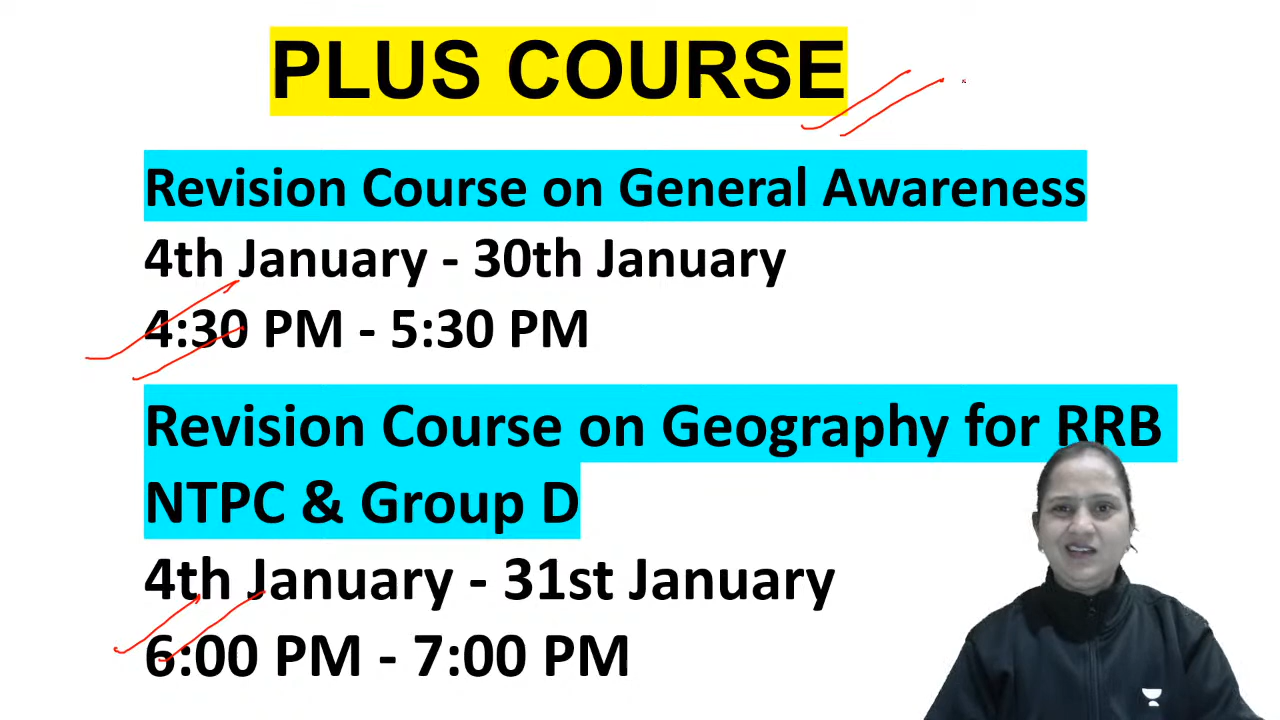 PLUS COURSE
Revision Course on General Awareness
4th January - 30th January
4:30 PM - 5:30 PM
Revision Course on Geography for RRB
NTPC & Group D
4th January - 31st January
6:00 PM - 7:00 PM